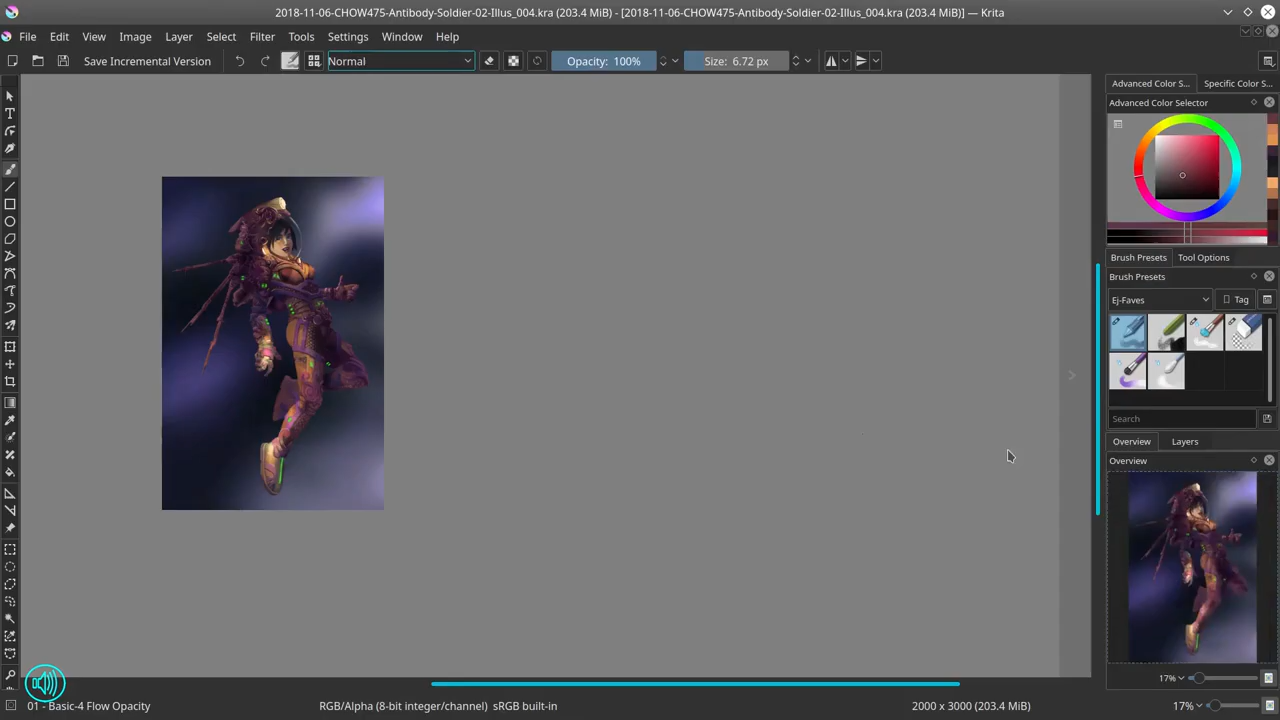 2018-11-06-CHOW475-Antibody-Soldier-02-Illus_004.kra (203.4 MiB) - [2018-11-06-CHOW475-Antibody-Soldier-02-Illus_004.kra (203.4 MiB)] — Krita
File Edit View Image Layer Select Filter Tools Settings Window Help
Save Incremental Version Normal Opacity: 100% Size: 6.72 px
Advanced Color S... Specific Color S...
Advanced Color Selector
Brush Presets Tool Options
Brush Presets
Ej-Faves Tag
Search
Overview Layers
Overview
17%
01 - Basic-4 Flow Opacity RGB/Alpha (8-bit integer/channel) sRGB built-in 2000 x 3000 (203.4 MiB) 17%